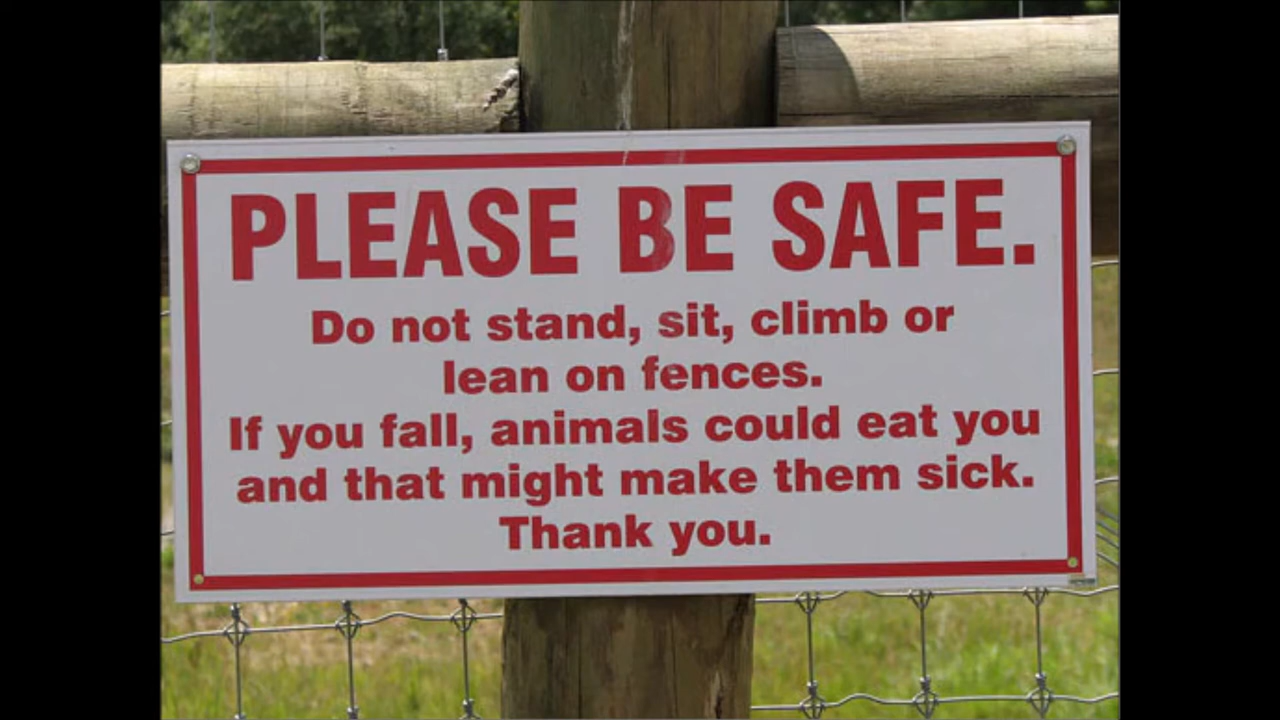 PLEASE BE SAFE.
Do not stand, sit, climb or
lean on fences.
If you fall, animals could eat you
and that might make them sick.
Thank you.